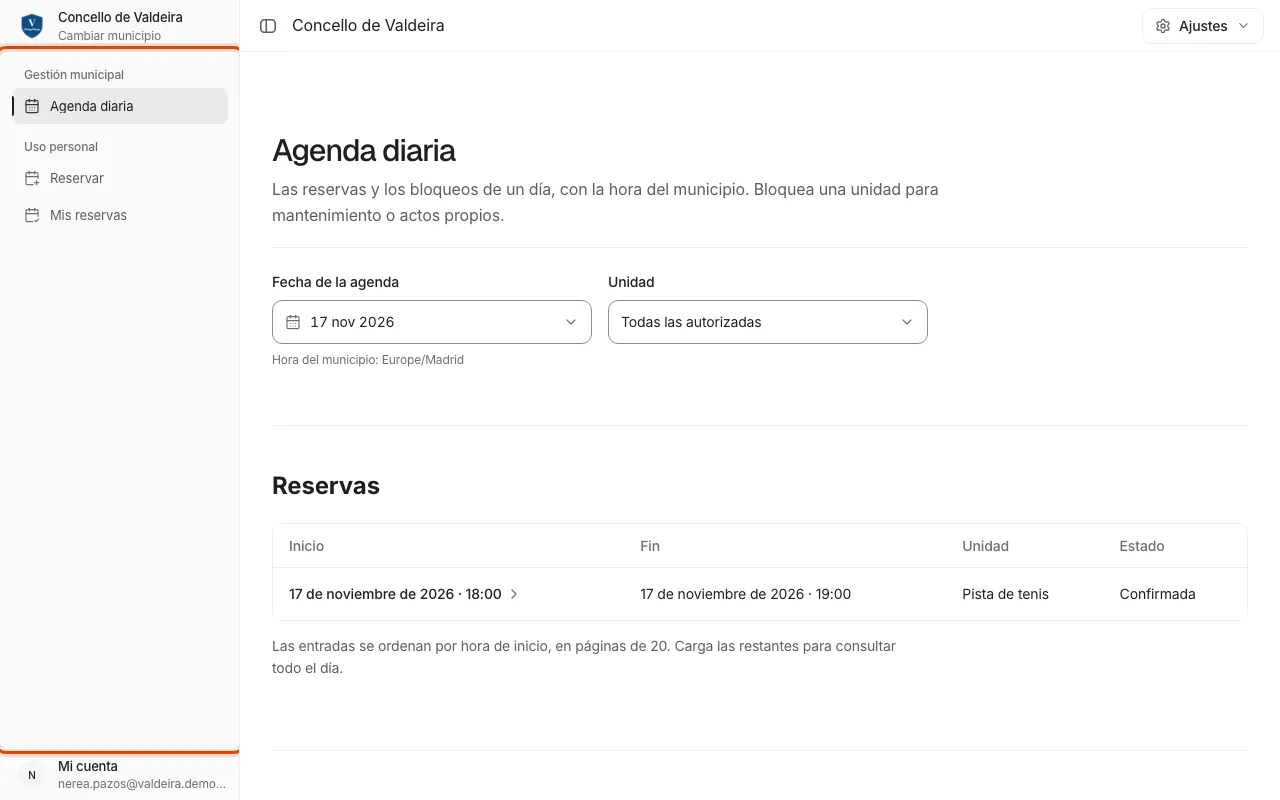 Concello de Valdeira
Cambiar municipio
Gestión municipal
Agenda diaria
Uso personal
Reservar
Mis reservas
N
Mi cuenta
nerea.pazos@valdeira.demo...
Concello de Valdeira
Ajustes
Agenda diaria
Las reservas y los bloqueos de un día, con la hora del municipio. Bloquea una unidad para
mantenimiento o actos propios.
Fecha de la agenda
Unidad
17 nov 2026
Todas las autorizadas
Hora del municipio: Europe/Madrid
Reservas
Inicio Fin Unidad Estado
17 de noviembre de 2026 · 18:00 17 de noviembre de 2026 · 19:00 Pista de tenis Confirmada
Las entradas se ordenan por hora de inicio, en páginas de 20. Carga las restantes para consultar
todo el día.